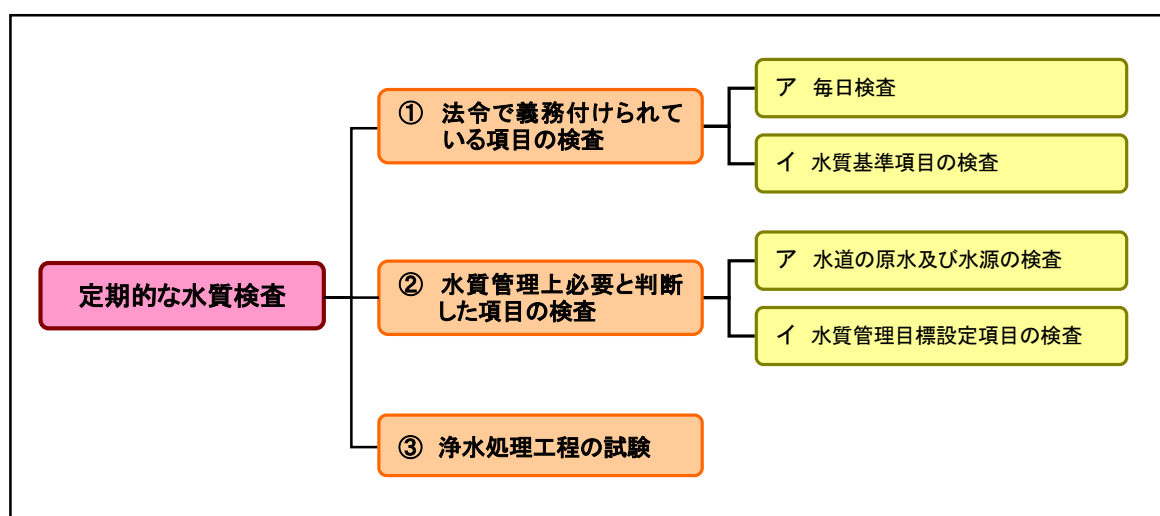 定期的な水質検査
① 法令で義務付けられて
いる項目の検査
ア 毎日検査
イ 水質基準項目の検査
② 水質管理上必要と判断
した項目の検査
ア 水道の原水及び水源の検査
イ 水質管理目標設定項目の検査
③ 浄水処理工程の試験